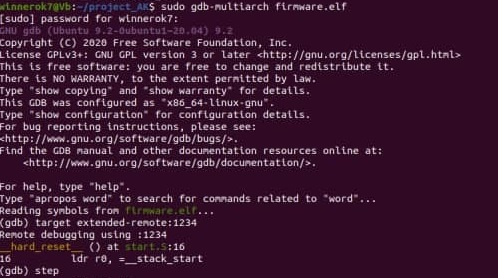 winnerok7@Vb:~/project_AK$ sudo gdb-multiarch firmware.elf
[sudo] password for winnerok7:
GNU gdb (Ubuntu 9.2-0ubuntu1~20.04) 9.2
Copyright (C) 2020 Free Software Foundation, Inc.
License GPLv3+: GNU GPL version 3 or later <http://gnu.org/licenses/gpl.html>
This is free software: you are free to change and redistribute it.
There is NO WARRANTY, to the extent permitted by law.
Type "show copying" and "show warranty" for details.
This GDB was configured as "x86_64-linux-gnu".
Type "show configuration" for configuration details.
For bug reporting instructions, please see:
<http://www.gnu.org/software/gdb/bugs/>.
Find the GDB manual and other documentation resources online at:
    <http://www.gnu.org/software/gdb/documentation/>.

For help, type "help".
Type "apropos word" to search for commands related to "word"...
Reading symbols from firmware.elf...
(gdb) target extended-remote:1234
Remote debugging using :1234
__hard_reset__ () at start.S:16
16          ldr r0, =__stack_start
(gdb) step